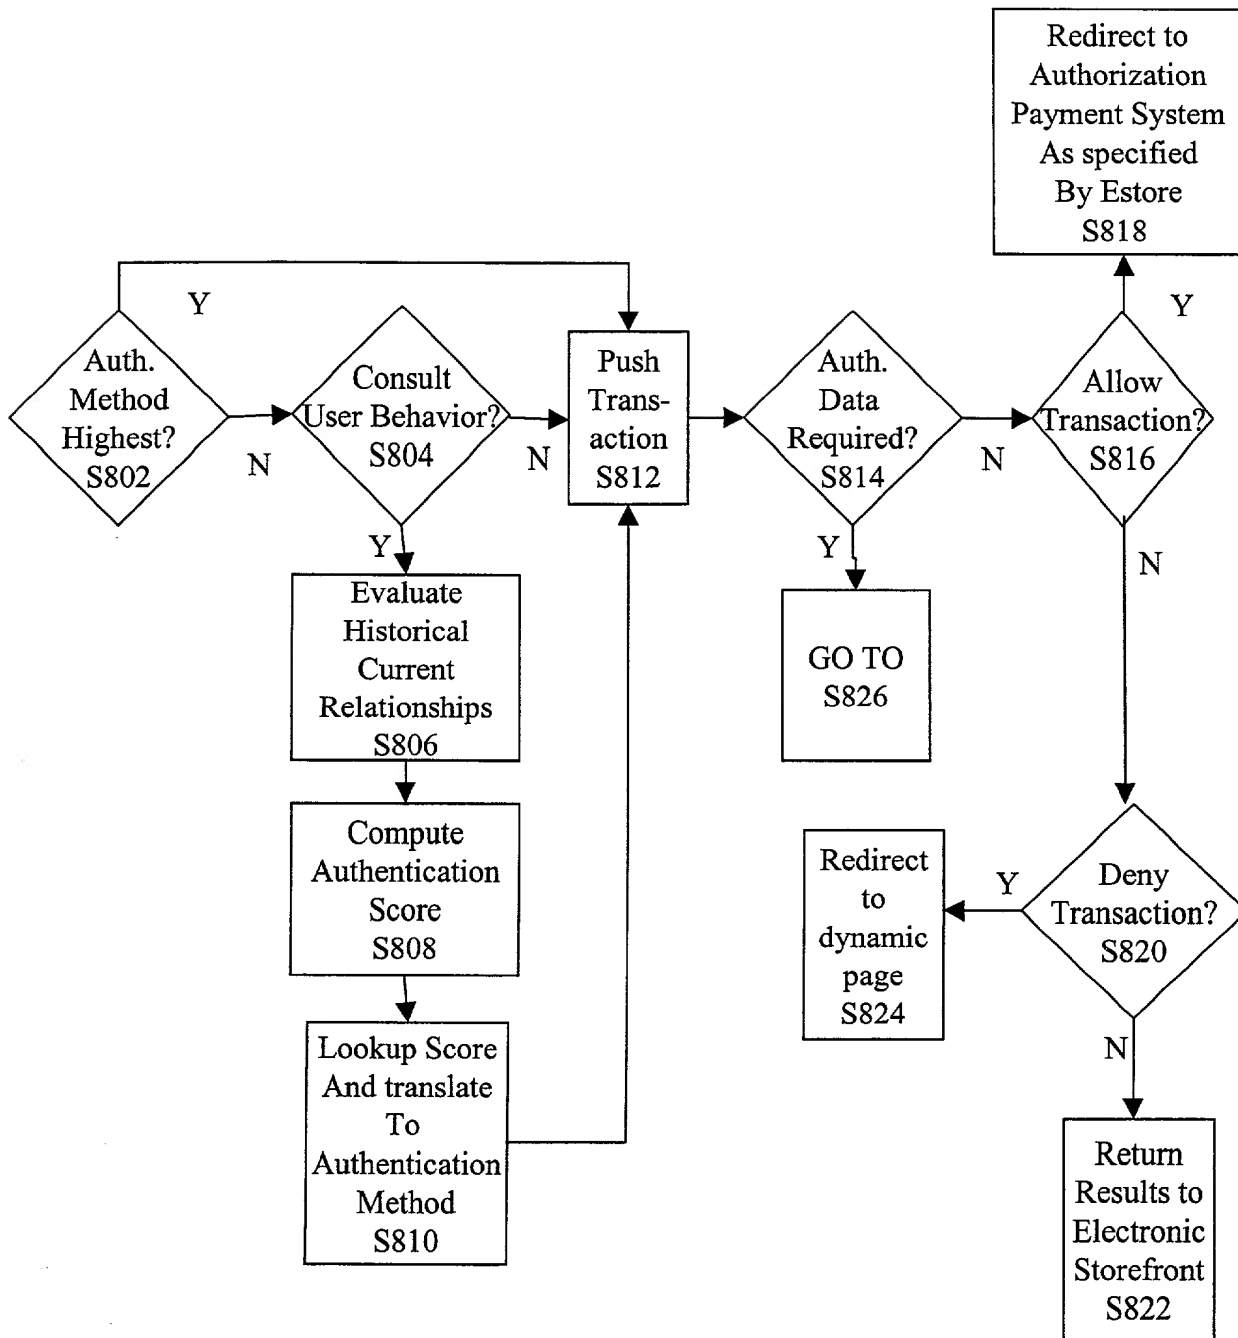 Redirect to
Authorization
Payment System
As specified
By Estore
S818
Y
Y
Auth.
Method
Highest?
S802
N
Consult
User Behavior?
S804
N
Y
Push
Trans-
action
S812
Auth.
Data
Required?
S814
N
Y
Allow
Transaction?
S816
N
Evaluate
Historical
Current
Relationships
S806
GO TO
S826
Compute
Authentication
Score
S808
Redirect
to
dynamic
page
S824
Y
Deny
Transaction?
S820
N
Lookup Score
And translate
To
Authentication
Method
S810
Return
Results to
Electronic
Storefront
S822